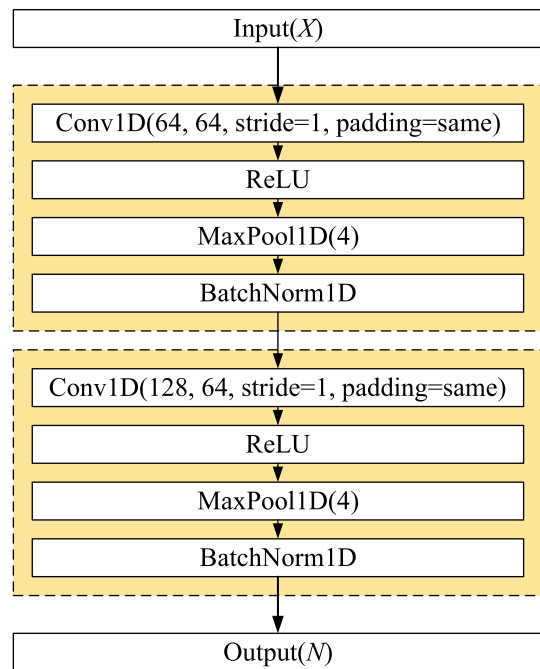 Input(X)
Conv1D(64, 64, stride=1, padding=same)
ReLU
MaxPool1D(4)
BatchNorm1D
Conv1D(128, 64, stride=1, padding=same)
ReLU
MaxPool1D(4)
BatchNorm1D
Output(N)